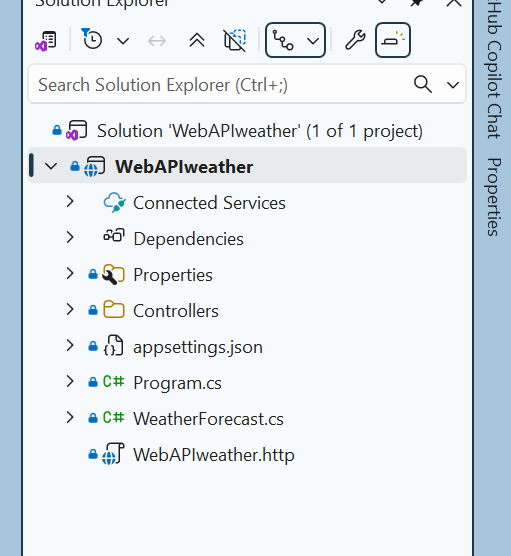 Solution Explorer
Search Solution Explorer (Ctrl+;)
Solution 'WebAPIweather' (1 of 1 project)
WebAPIweather
Connected Services
Dependencies
Properties
Controllers
appsettings.json
C# Program.cs
C# WeatherForecast.cs
WebAPIweather.http
Hub Copilot Chat
Properties